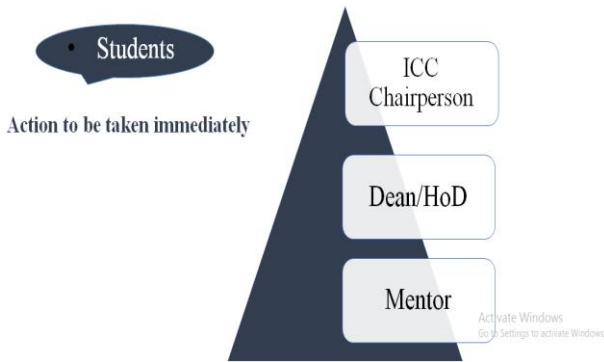 • Students
Action to be taken immediately
ICC
Chairperson
Dean/HoD
Mentor
Activate Windows
Go to Settings to activate Windows